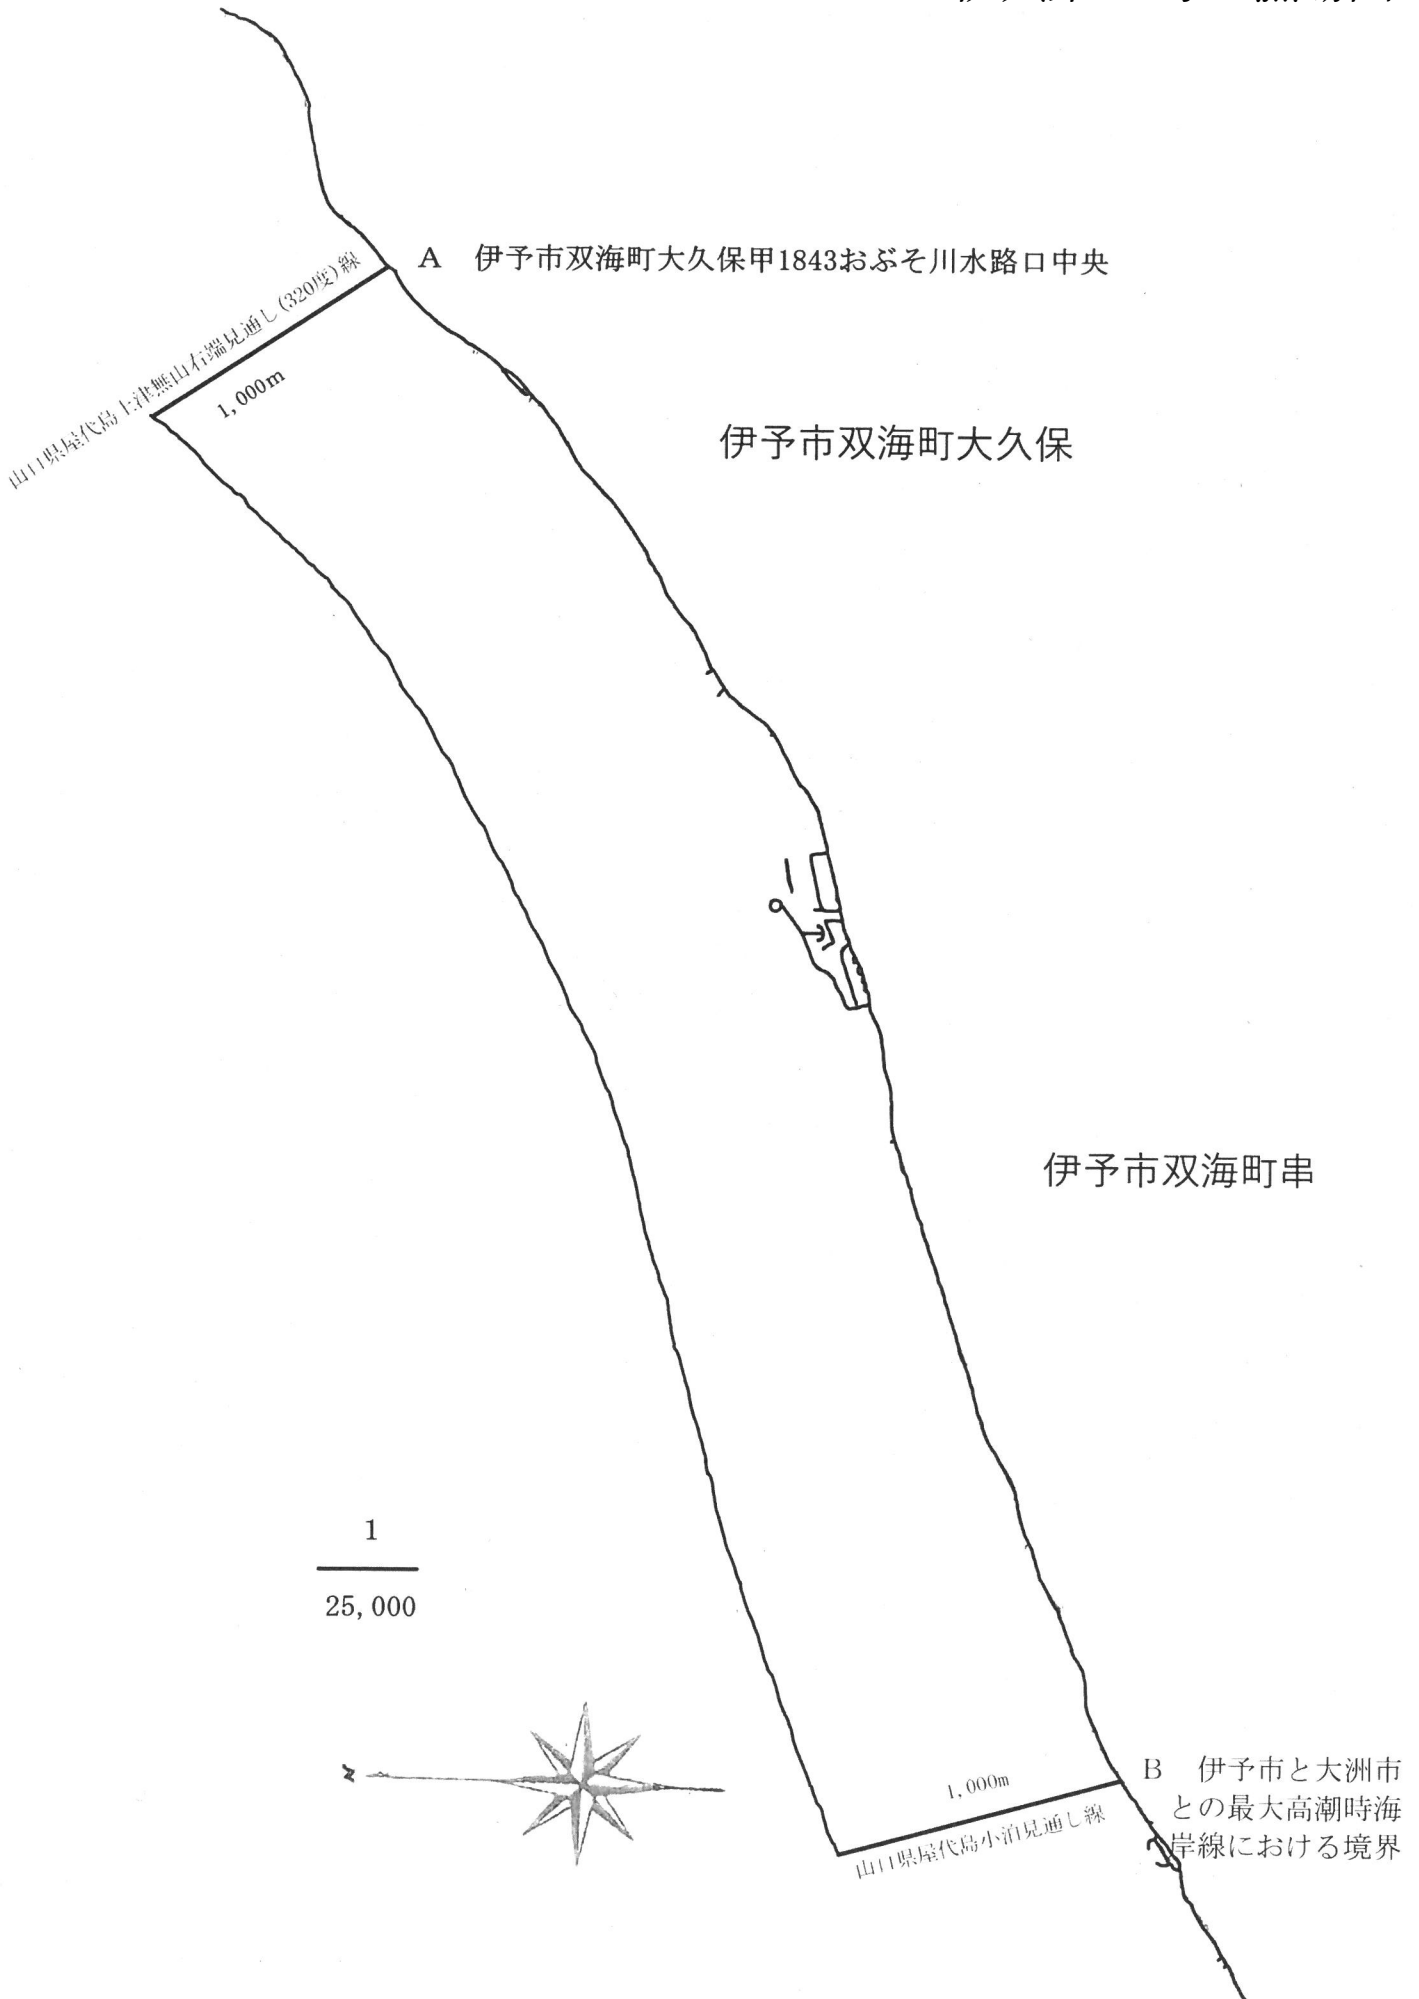 A 伊予市双海町大久保甲1843おぶそ川水路口中央
山口県屋代島上津無山右端見通し(320度)線
1,000m
伊予市双海町大久保
伊予市双海町串
1
25,000
N
1,000m
山口県屋代島小泊見通し線
B 伊予市と大洲市
との最大高潮時海
岸線における境界